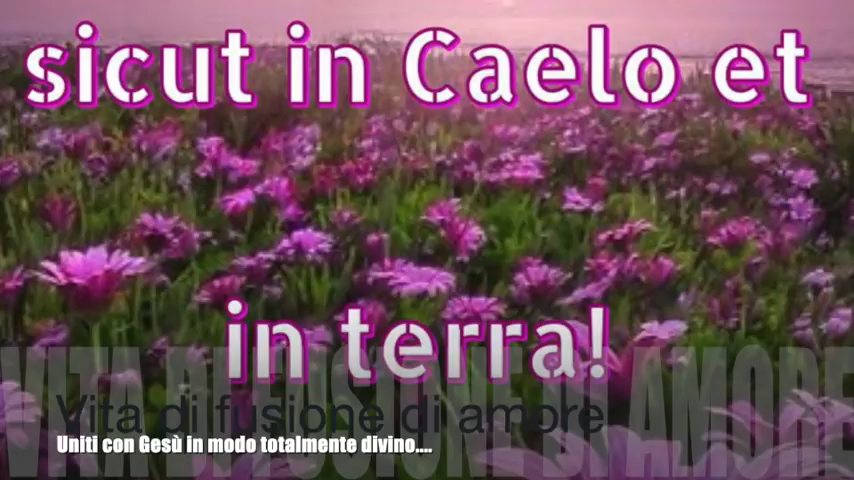 sicut in Caelo et
in terra!
VITA DI FUSIONE DI AMORE
Vita di fusione di amore
Uniti con Gesù in modo totalmente divino....